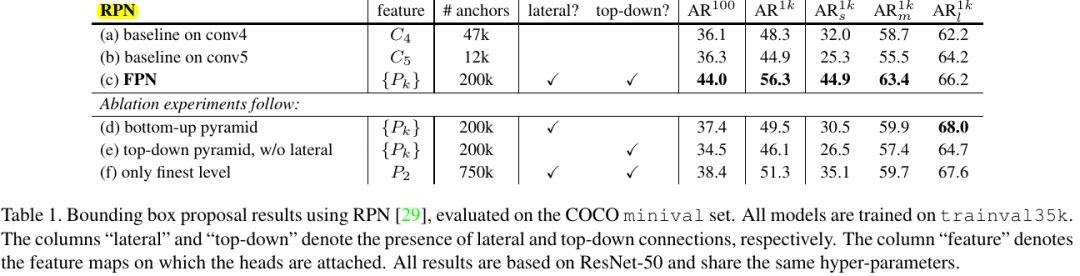 RPN feature # anchors lateral? top-down? AR^100 AR^1k AR_s^1k AR_m^1k AR_l^1k
(a) baseline on conv4 C_4 47k 36.1 48.3 32.0 58.7 62.2
(b) baseline on conv5 C_5 12k 36.3 44.9 25.3 55.5 64.2
(c) FPN {P_k} 200k ✓ ✓ 44.0 56.3 44.9 63.4 66.2
Ablation experiments follow:
(d) bottom-up pyramid {P_k} 200k ✓ 37.4 49.5 30.5 59.9 68.0
(e) top-down pyramid, w/o lateral {P_k} 200k ✓ 34.5 46.1 26.5 57.4 64.7
(f) only finest level P_2 750k ✓ ✓ 38.4 51.3 35.1 59.7 67.6
Table 1. Bounding box proposal results using RPN [29], evaluated on the COCO minival set. All models are trained on trainval35k.
The columns “lateral” and “top-down” denote the presence of lateral and top-down connections, respectively. The column “feature” denotes
the feature maps on which the heads are attached. All results are based on ResNet-50 and share the same hyper-parameters.